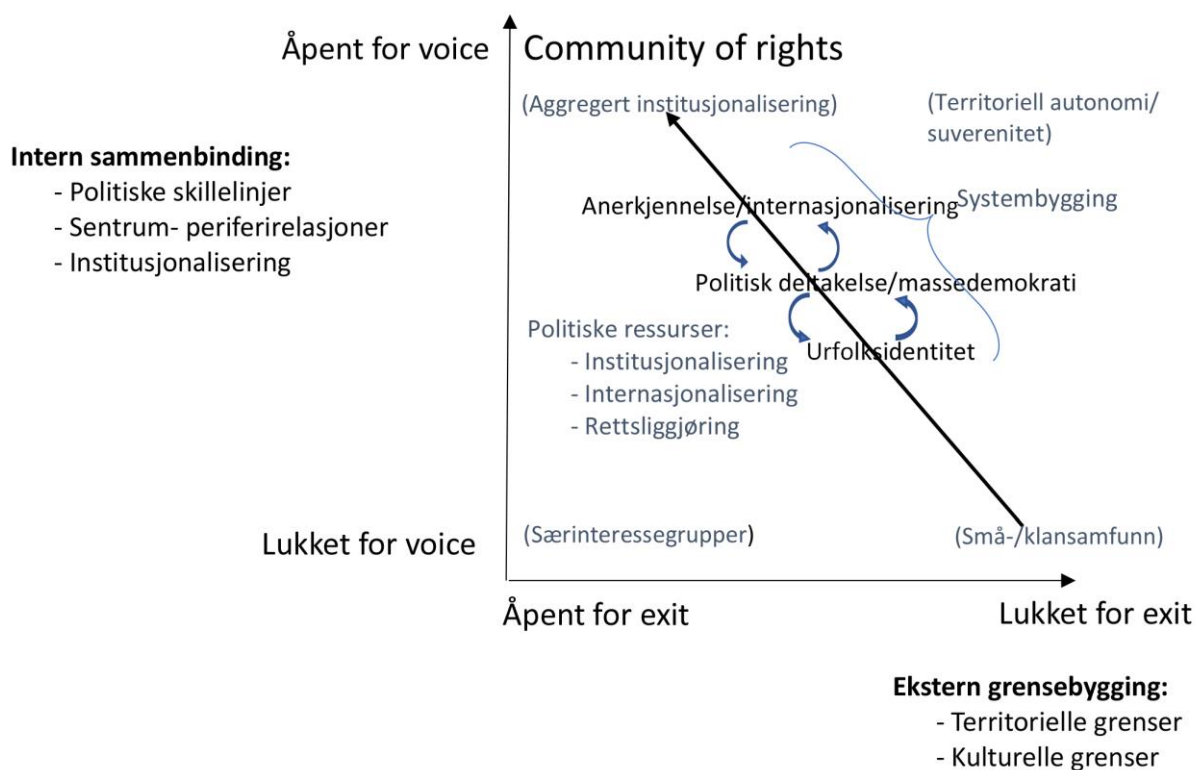 Åpent for voice
Community of rights
(Aggregert institusjonalisering)
(Territoriell autonomi/
suverenitet)
Intern sammenbinding:
- Politiske skillelinjer
- Sentrum- periferirelasjoner
- Institusjonalisering
Anerkjennelse/internasjonalisering
Systembygging
Politisk deltakelse/massedemokrati
Politiske ressurser:
- Institusjonalisering
- Internasjonalisering
- Rettsliggjøring
Urfolksidentitet
Lukket for voice
(Særinteressegrupper)
(Små-/klansamfunn)
Åpent for exit
Lukket for exit
Ekstern grensebygging:
- Territorielle grenser
- Kulturelle grenser